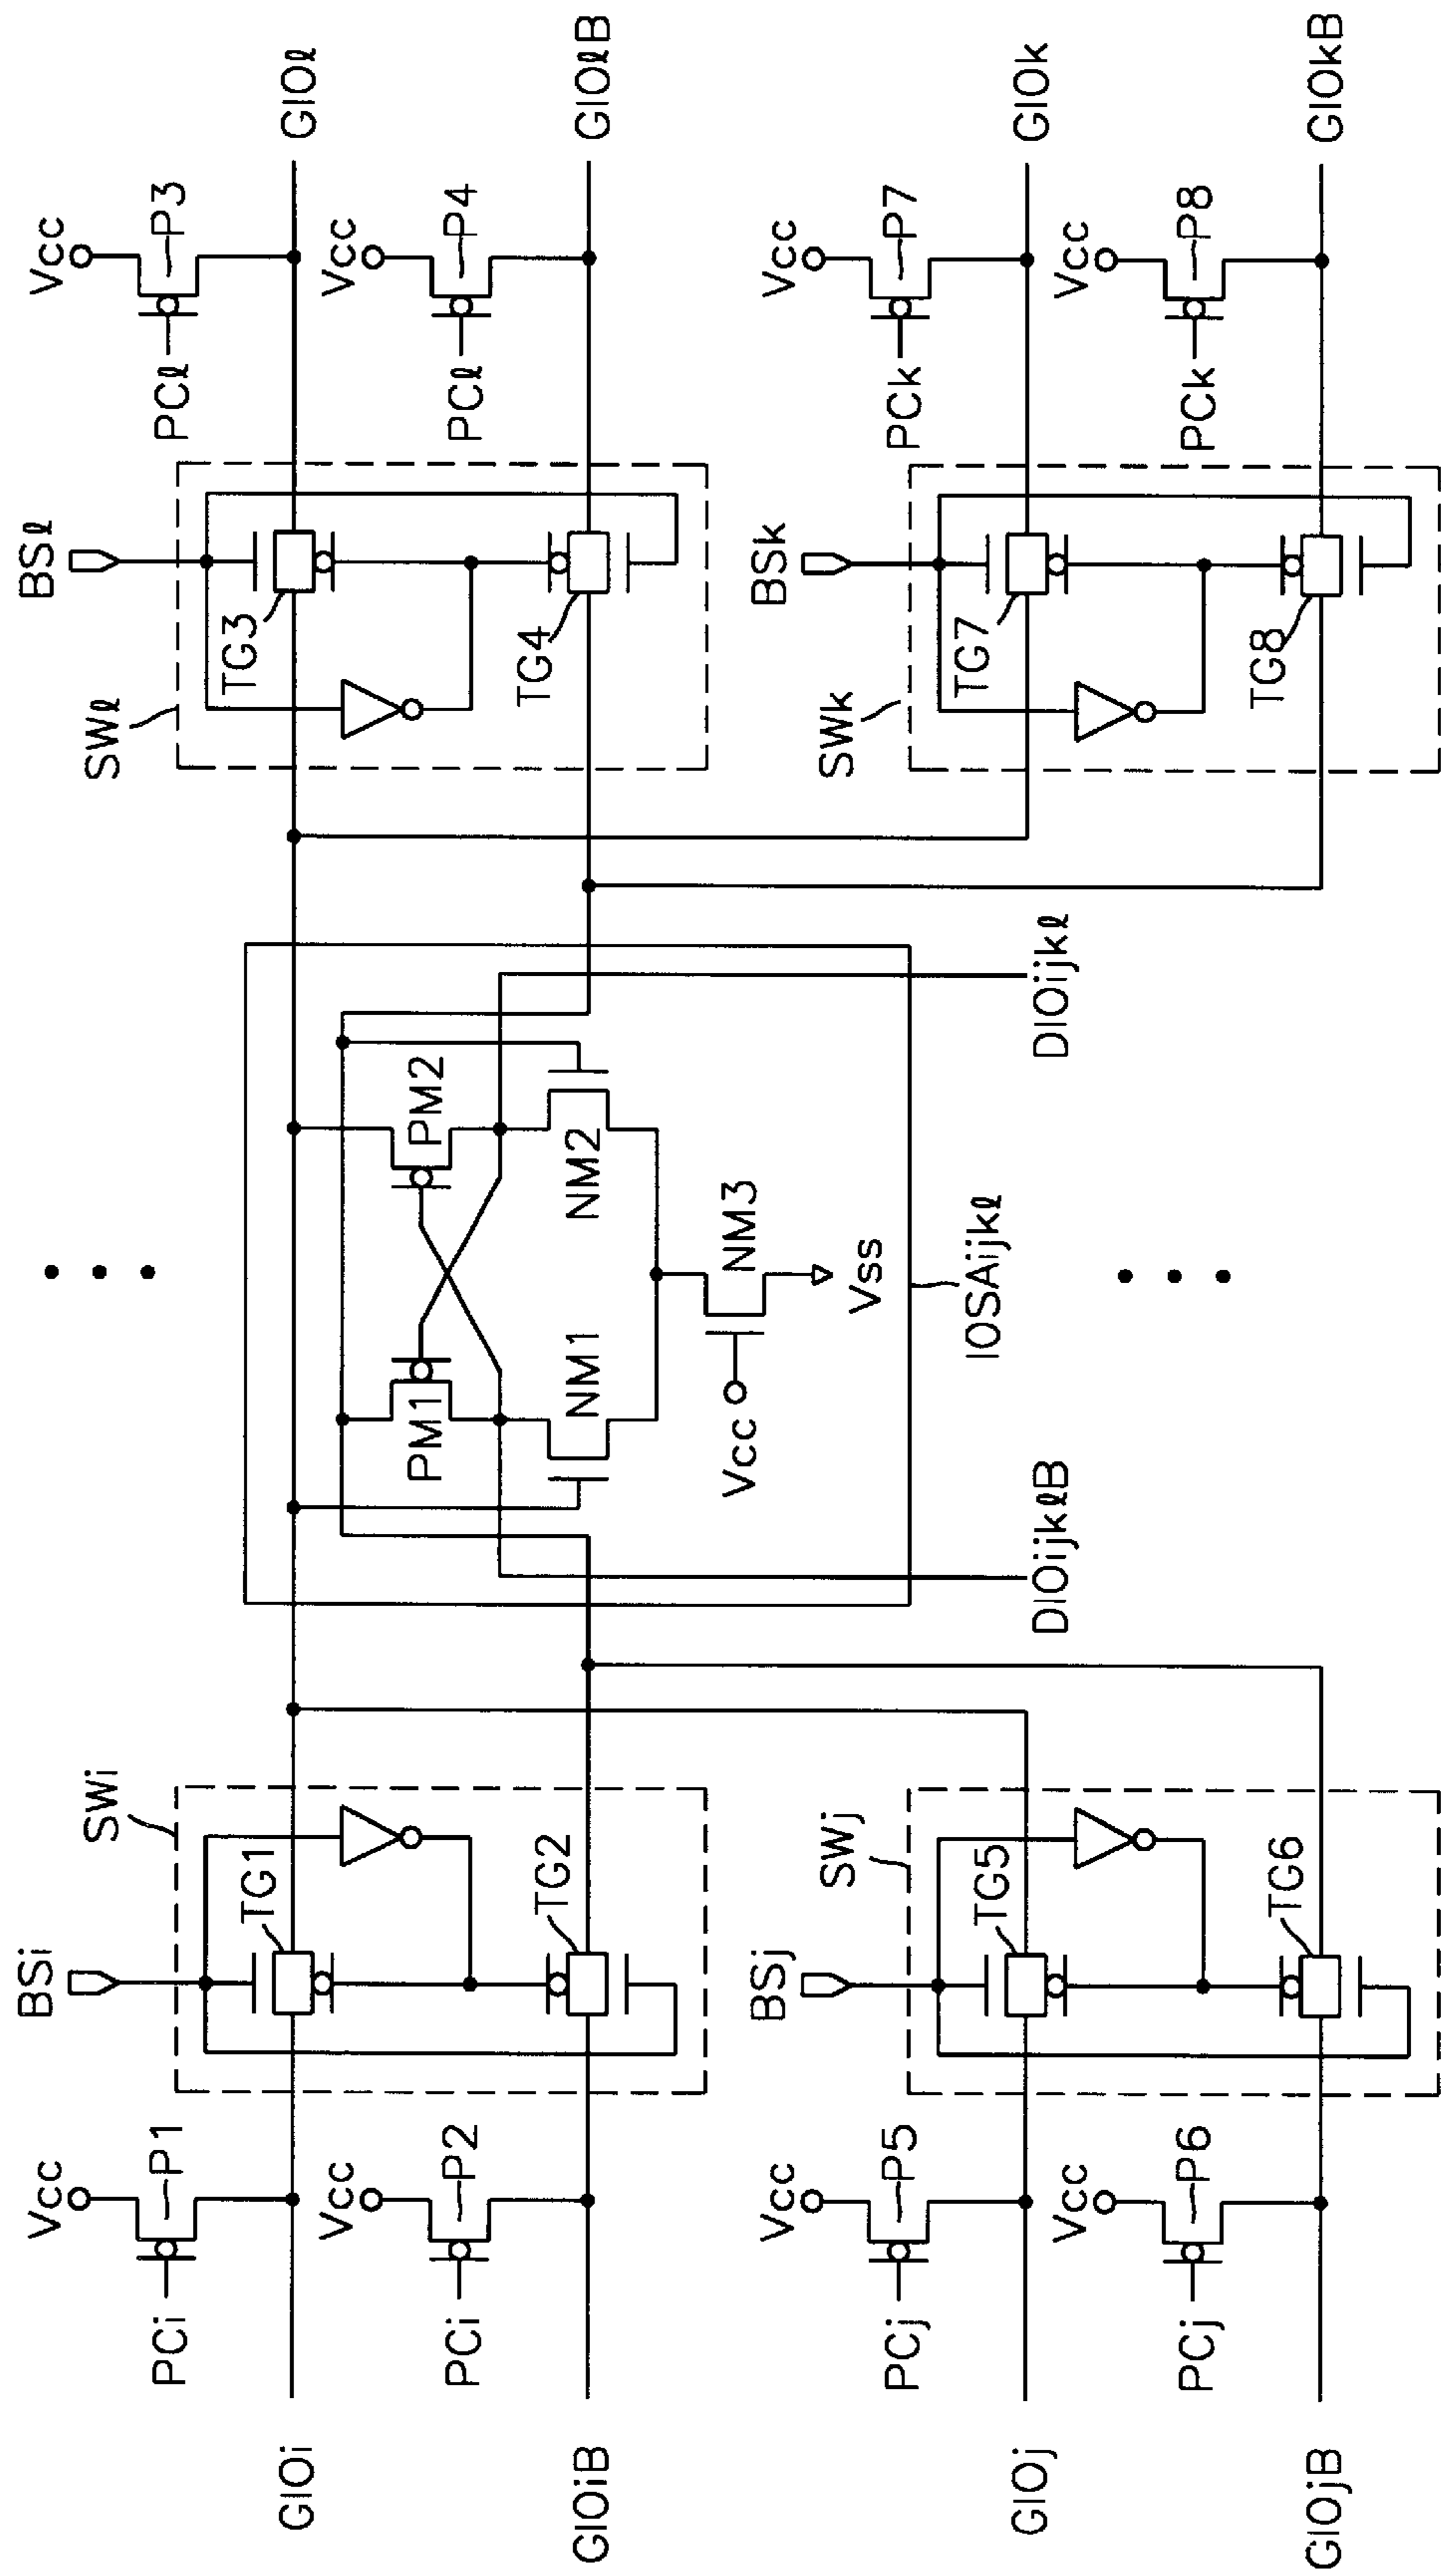 BSi
BSℓ
Vcc
P1
PCi
SWi
TG1
SWℓ
TG3
Vcc
P3
PCℓ
GIOi
GIOℓ
Vcc
P2
PCi
TG2
PM1
PM2
TG4
Vcc
P4
PCℓ
GIOiB
NM1
NM2
GIOℓB
NM3
Vcc
Vss
BSj
BSk
Vcc
P5
PCj
SWj
TG5
IOSAijkℓ
SWk
TG7
Vcc
P7
PCk
GIOj
DIOijkℓB
DIOijkℓ
GIOk
Vcc
P6
PCj
TG6
TG8
Vcc
P8
PCk
GIOjB
GIOkB